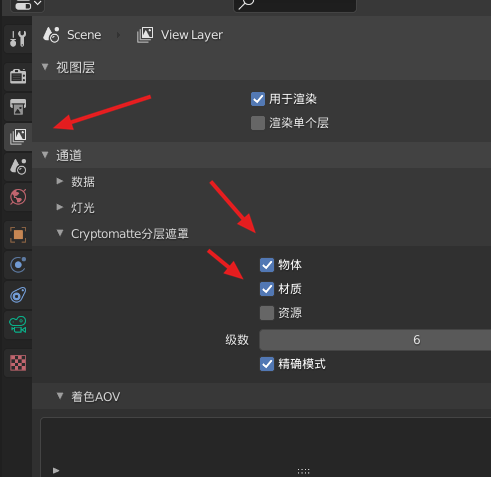 Scene View Layer
视图层
用于渲染
渲染单个层
通道
数据
灯光
Cryptomatte分层遮罩
物体
材质
资源
级数 6
精确模式
着色AOV